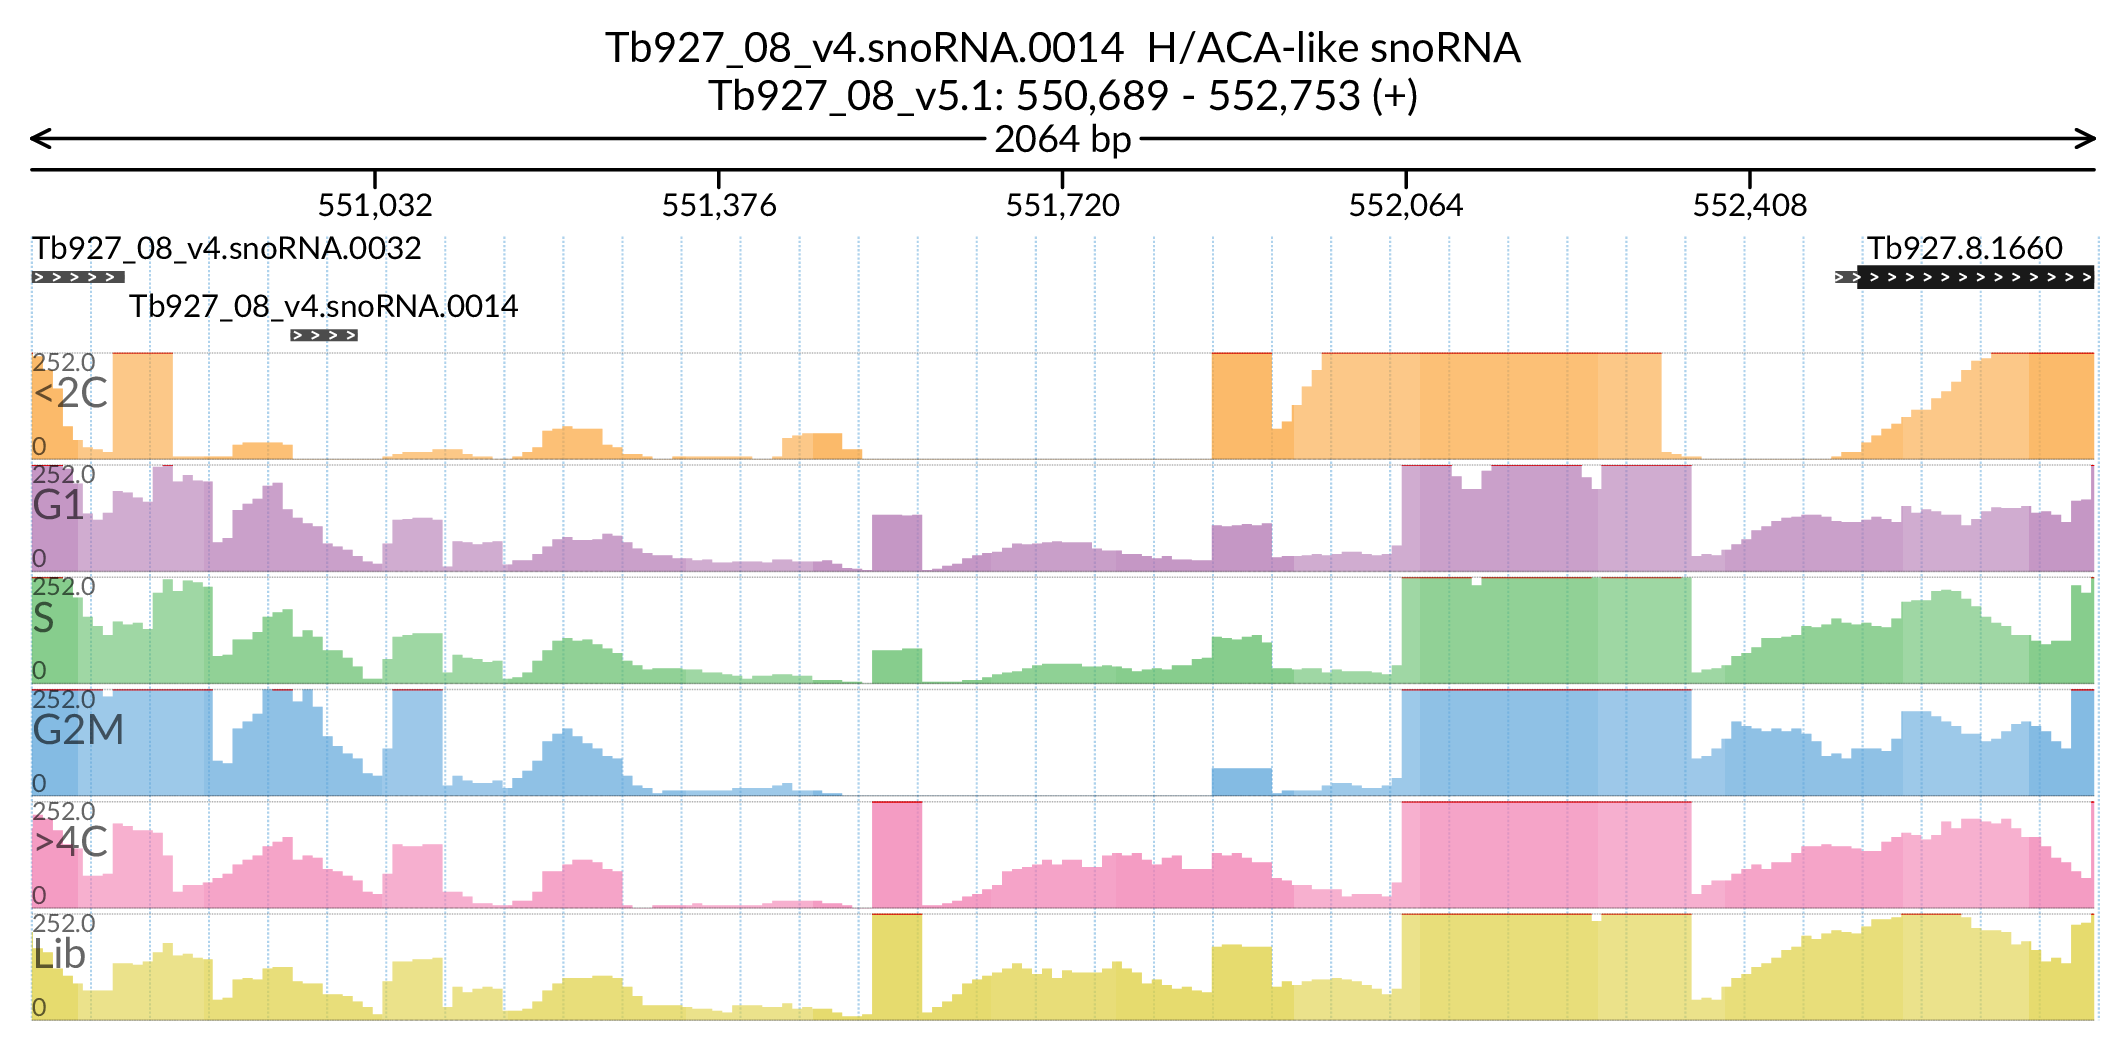 Tb927_08_v4.snoRNA.0014 H/ACA-like snoRNA
Tb927_08_v5.1: 550,689 - 552,753 (+)
2064 bp
551,032 551,376 551,720 552,064 552,408
Tb927_08_v4.snoRNA.0032 Tb927.8.1660
Tb927_08_v4.snoRNA.0014
252.0
<2C
0
252.0
G1
0
252.0
S
0
252.0
G2M
0
252.0
>4C
0
252.0
Lib
0